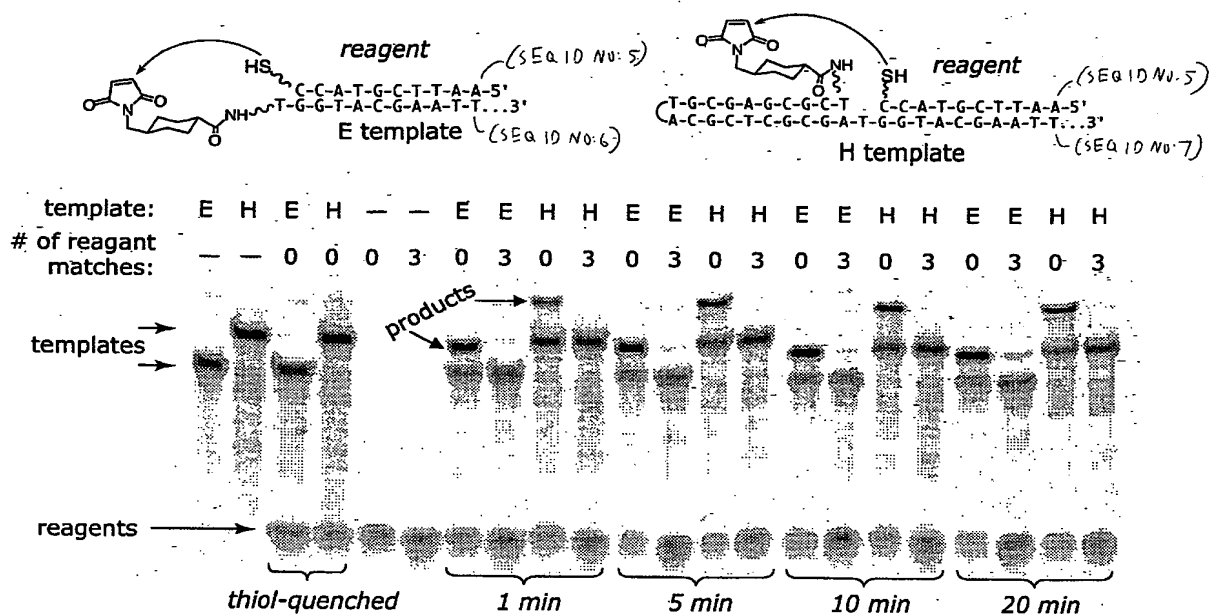 O
N
O
HS
reagent
(SEQ ID NO: 5)
C-C-A-T-G-C-T-T-A-A-5'
T-G-G-T-A-C-G-A-A-T-T...3'
NH
O
E template
(SEQ ID NO: 6)
O
N
O
NH
O
SH
reagent
(SEQ ID NO. 5)
T-G-C-G-A-G-C-G-C-T C-C-A-T-G-C-T-T-A-A-5'
A-C-G-C-T-C-G-C-G-A-T-G-G-T-A-C-G-A-A-T-T...3'
H template
(SEQ ID NO: 7)
template: E H E H — — E E H H E E H H E E H H E E H H
# of reagant
matches: — — 0 0 0 3 0 3 0 3 0 3 0 3 0 3 0 3 0 3 0 3
products
templates
reagents
thiol-quenched 1 min 5 min 10 min 20 min